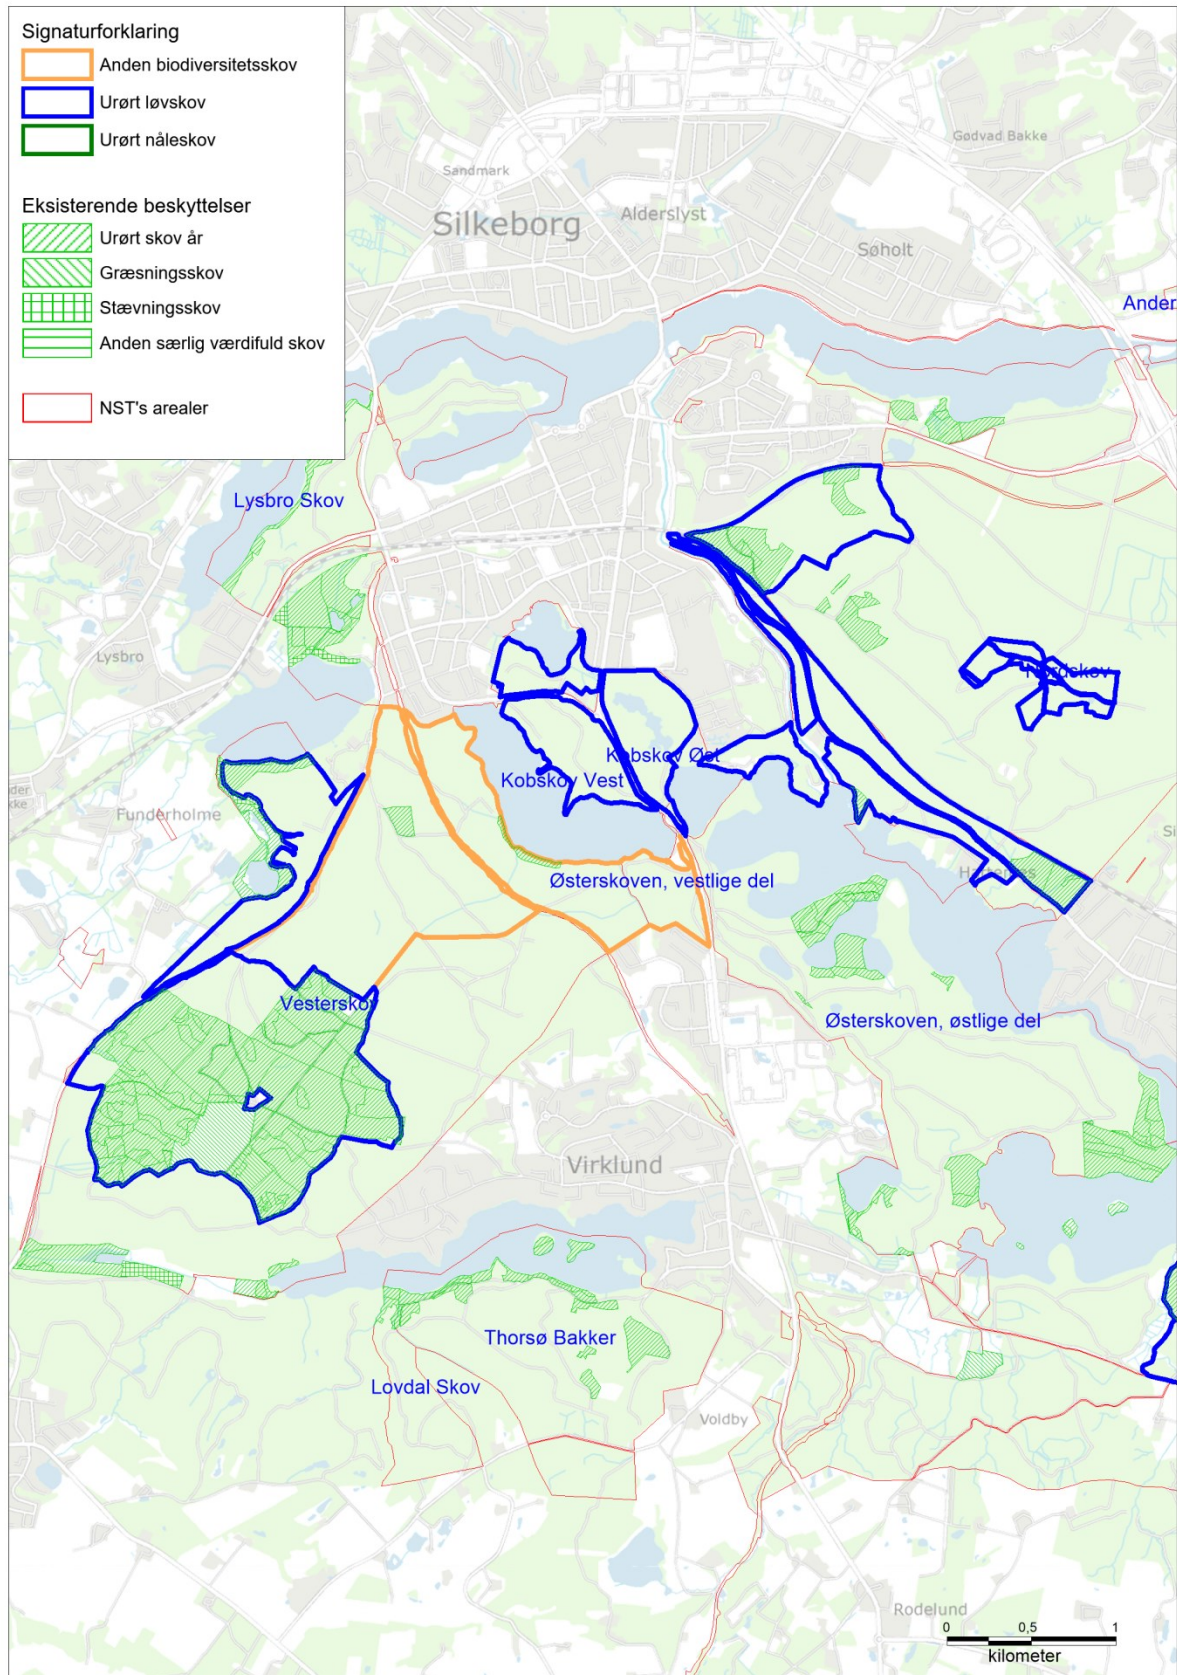 Signaturforklaring
Anden biodiversitetsskov
Urørt løvskov
Urørt nåleskov
Eksisterende beskyttelser
Urørt skov år
Græsningsskov
Stævningsskov
Anden særlig værdifuld skov
NST's arealer
Gødvad Bakke
Sandmark
Silkeborg
Alderslyst
Søholt
Ander
Lysbro Skov
Lysbro
Nordskov
Kobskov Øst
Kobskov Vest
Funderholme
Østerskoven, vestlige del
Vesterskov
Østerskoven, østlige del
Virklund
Thorsø Bakker
Lovdal Skov
Voldby
Rodelund
0 0,5 1
kilometer